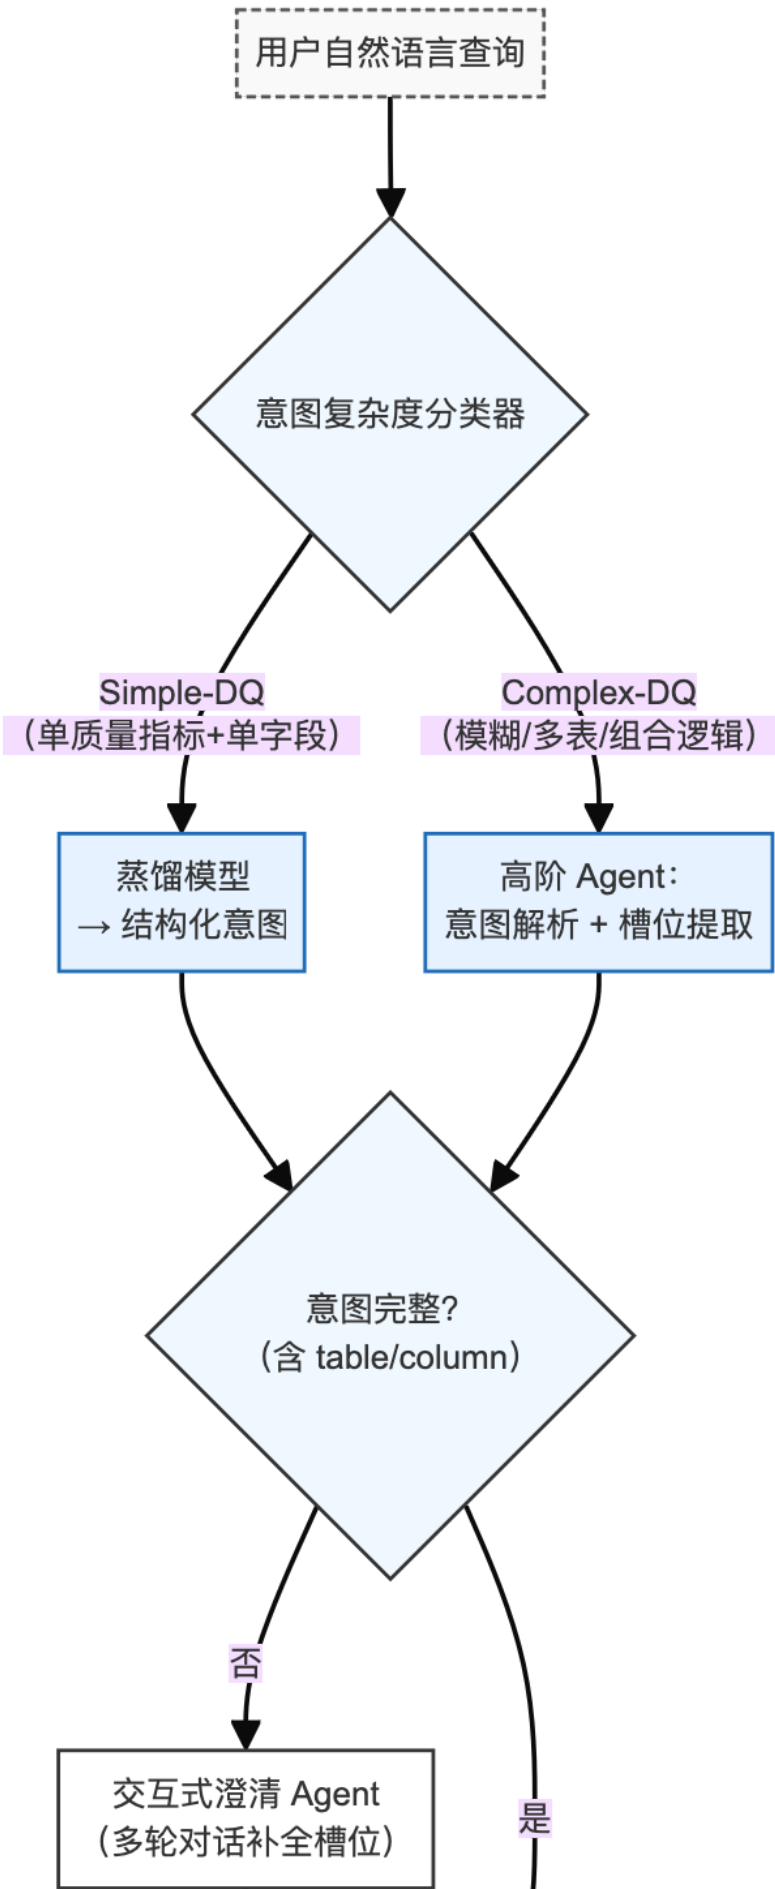 用户自然语言查询
意图复杂度分类器
Simple-DQ
（单质量指标+单字段）
Complex-DQ
（模糊/多表/组合逻辑）
蒸馏模型
→ 结构化意图
高阶 Agent：
意图解析 + 槽位提取
意图完整？
（含 table/column）
否
是
交互式澄清 Agent
（多轮对话补全槽位）